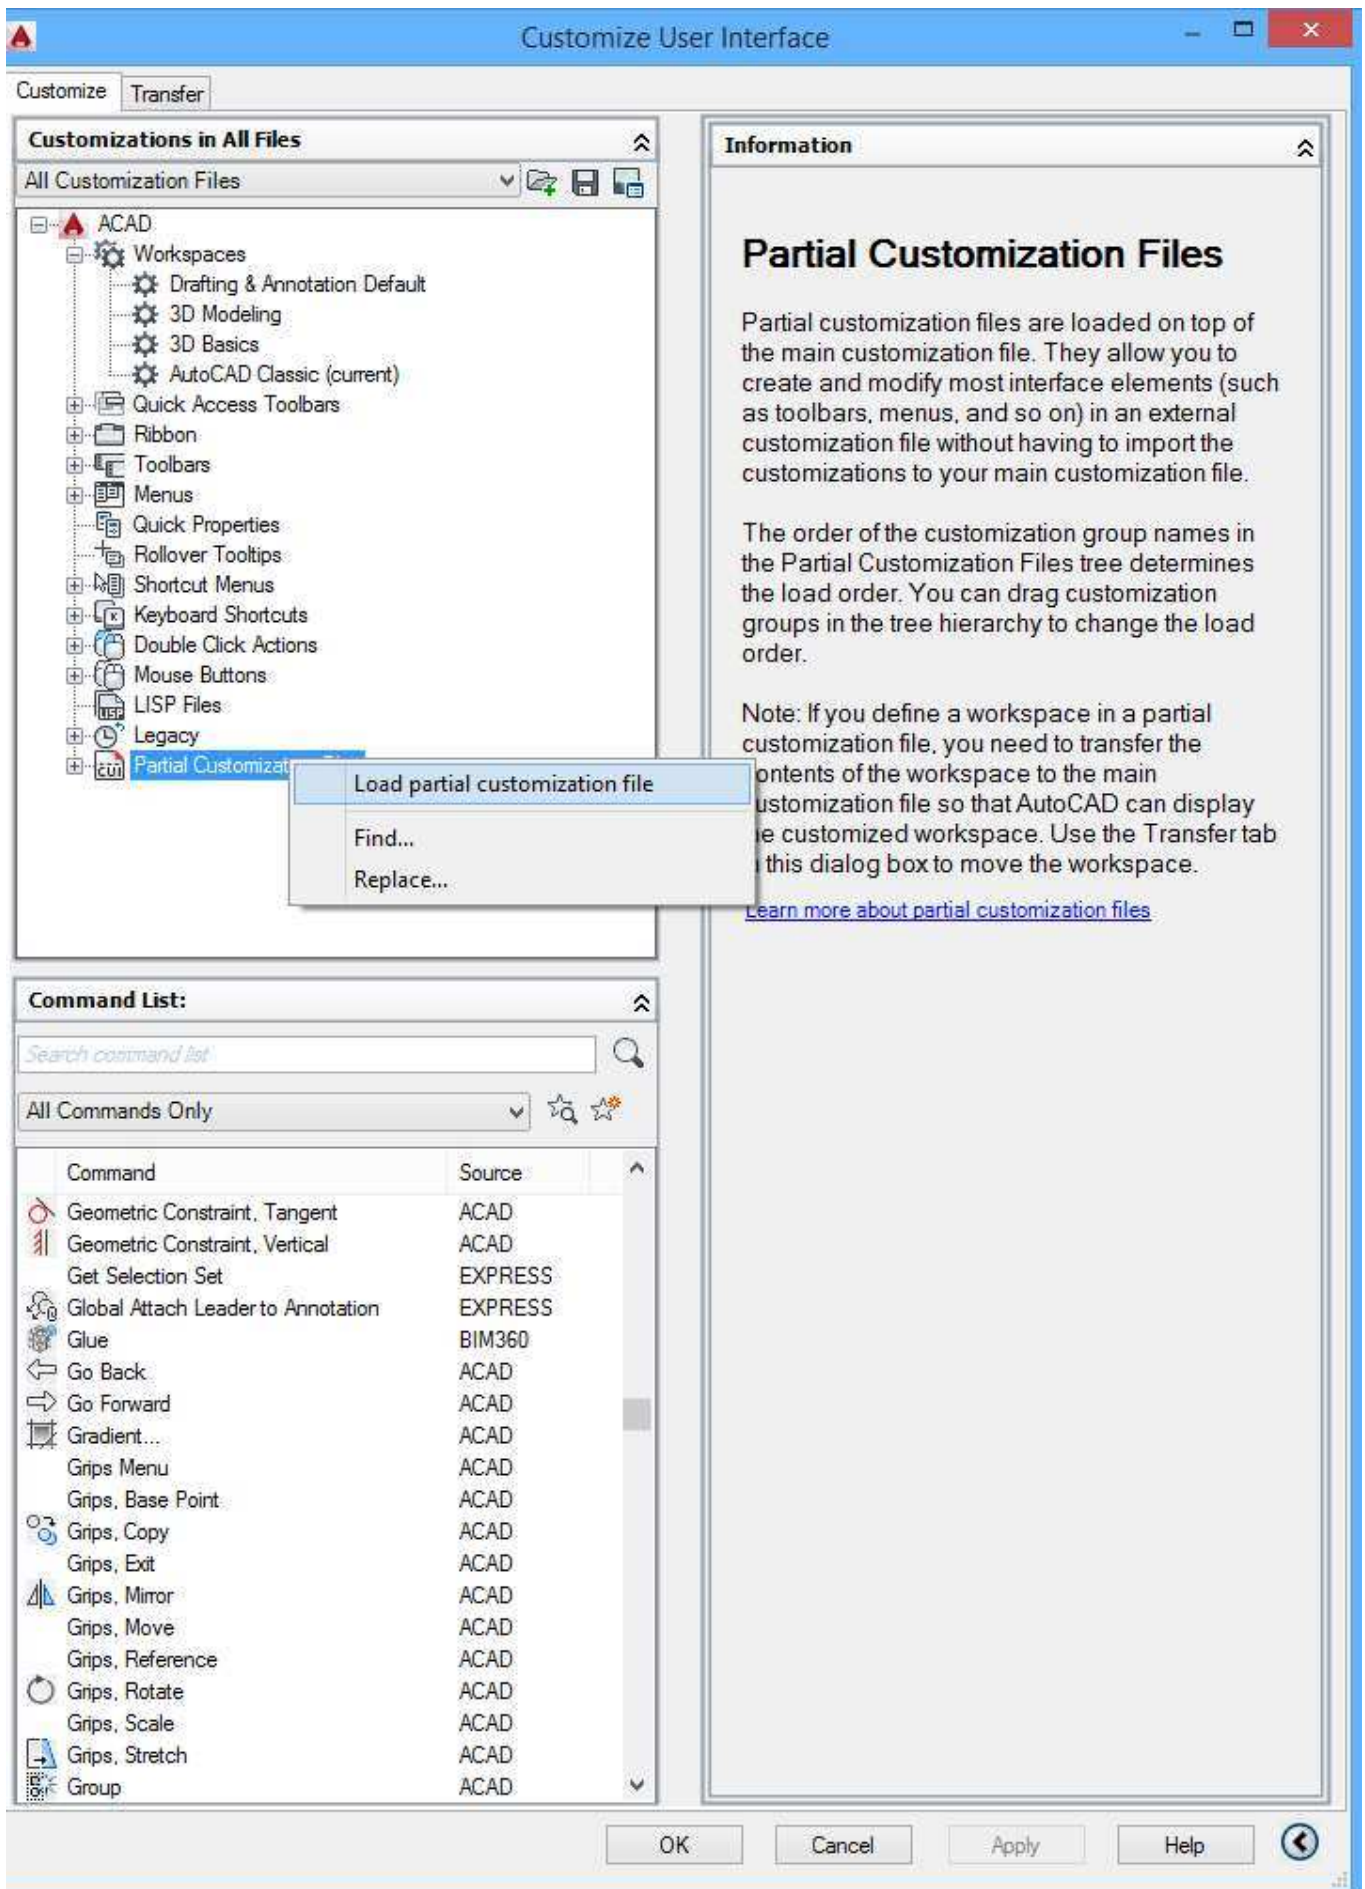 Customize User Interface
Customize
Transfer
Customizations in All Files
All Customization Files
ACAD
Workspaces
Drafting & Annotation Default
3D Modeling
3D Basics
AutoCAD Classic (current)
Quick Access Toolbars
Ribbon
Toolbars
Menus
Quick Properties
Rollover Tooltips
Shortcut Menus
Keyboard Shortcuts
Double Click Actions
Mouse Buttons
LISP Files
Legacy
Partial Customizat
Load partial customization file
Find...
Replace...
Command List:
Search command list
All Commands Only
Command Source
Geometric Constraint, Tangent ACAD
Geometric Constraint, Vertical ACAD
Get Selection Set EXPRESS
Global Attach Leader to Annotation EXPRESS
Glue BIM360
Go Back ACAD
Go Forward ACAD
Gradient... ACAD
Grips Menu ACAD
Grips, Base Point ACAD
Grips, Copy ACAD
Grips, Exit ACAD
Grips, Mirror ACAD
Grips, Move ACAD
Grips, Reference ACAD
Grips, Rotate ACAD
Grips, Scale ACAD
Grips, Stretch ACAD
Group ACAD
Information
Partial Customization Files
Partial customization files are loaded on top of
the main customization file. They allow you to
create and modify most interface elements (such
as toolbars, menus, and so on) in an external
customization file without having to import the
customizations to your main customization file.
The order of the customization group names in
the Partial Customization Files tree determines
the load order. You can drag customization
groups in the tree hierarchy to change the load
order.
Note: If you define a workspace in a partial
customization file, you need to transfer the
ontents of the workspace to the main
ustomization file so that AutoCAD can display
e customized workspace. Use the Transfer tab
this dialog box to move the workspace.
Learn more about partial customization files
OK
Cancel
Apply
Help